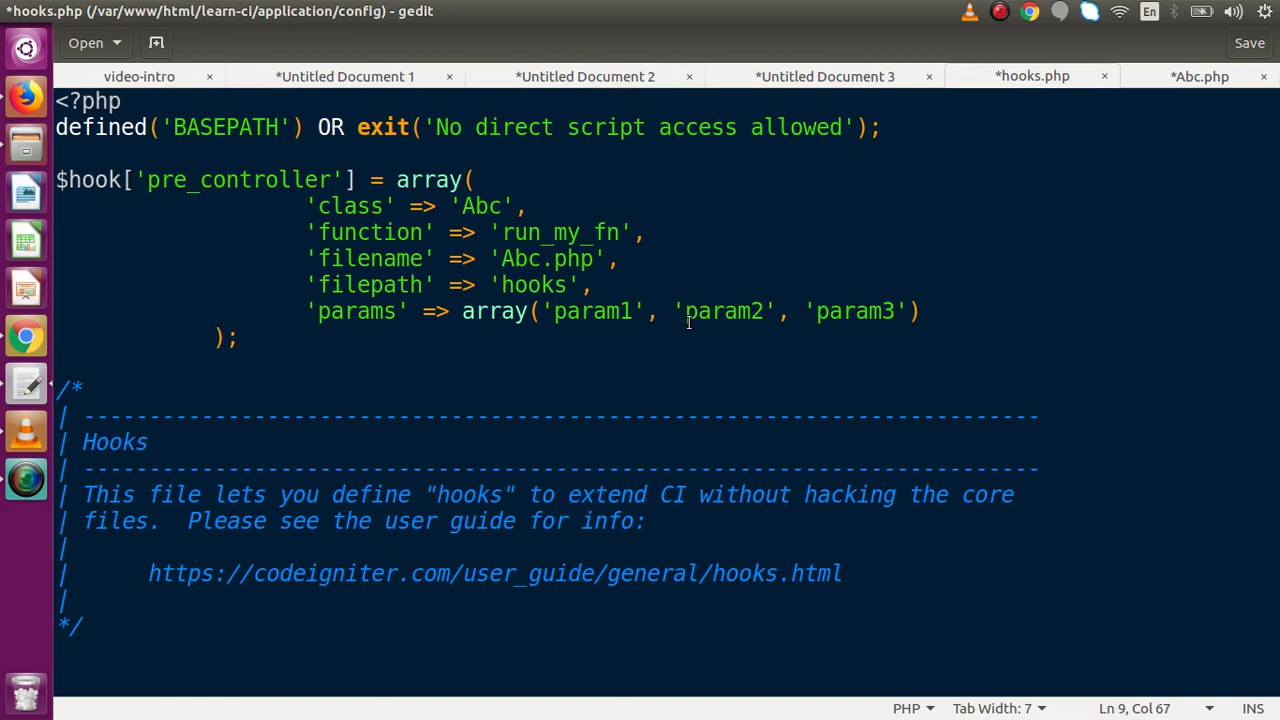 *hooks.php (/var/www/html/learn-ci/application/config) - gedit
En
Open
Save
video-intro × *Untitled Document 1 × *Untitled Document 2 × *Untitled Document 3 × *hooks.php × *Abc.php ×
<?php
defined('BASEPATH') OR exit('No direct script access allowed');
$hook['pre_controller'] = array(
'class' => 'Abc',
'function' => 'run_my_fn',
'filename' => 'Abc.php',
'filepath' => 'hooks',
'params' => array('param1', 'param2', 'param3')
);
/*
| -------------------------------------------------------------------------
| Hooks
| -------------------------------------------------------------------------
| This file lets you define "hooks" to extend CI without hacking the core
| files.  Please see the user guide for info:
|
|      https://codeigniter.com/user_guide/general/hooks.html
|
*/
PHP Tab Width: 7 Ln 9, Col 67 INS